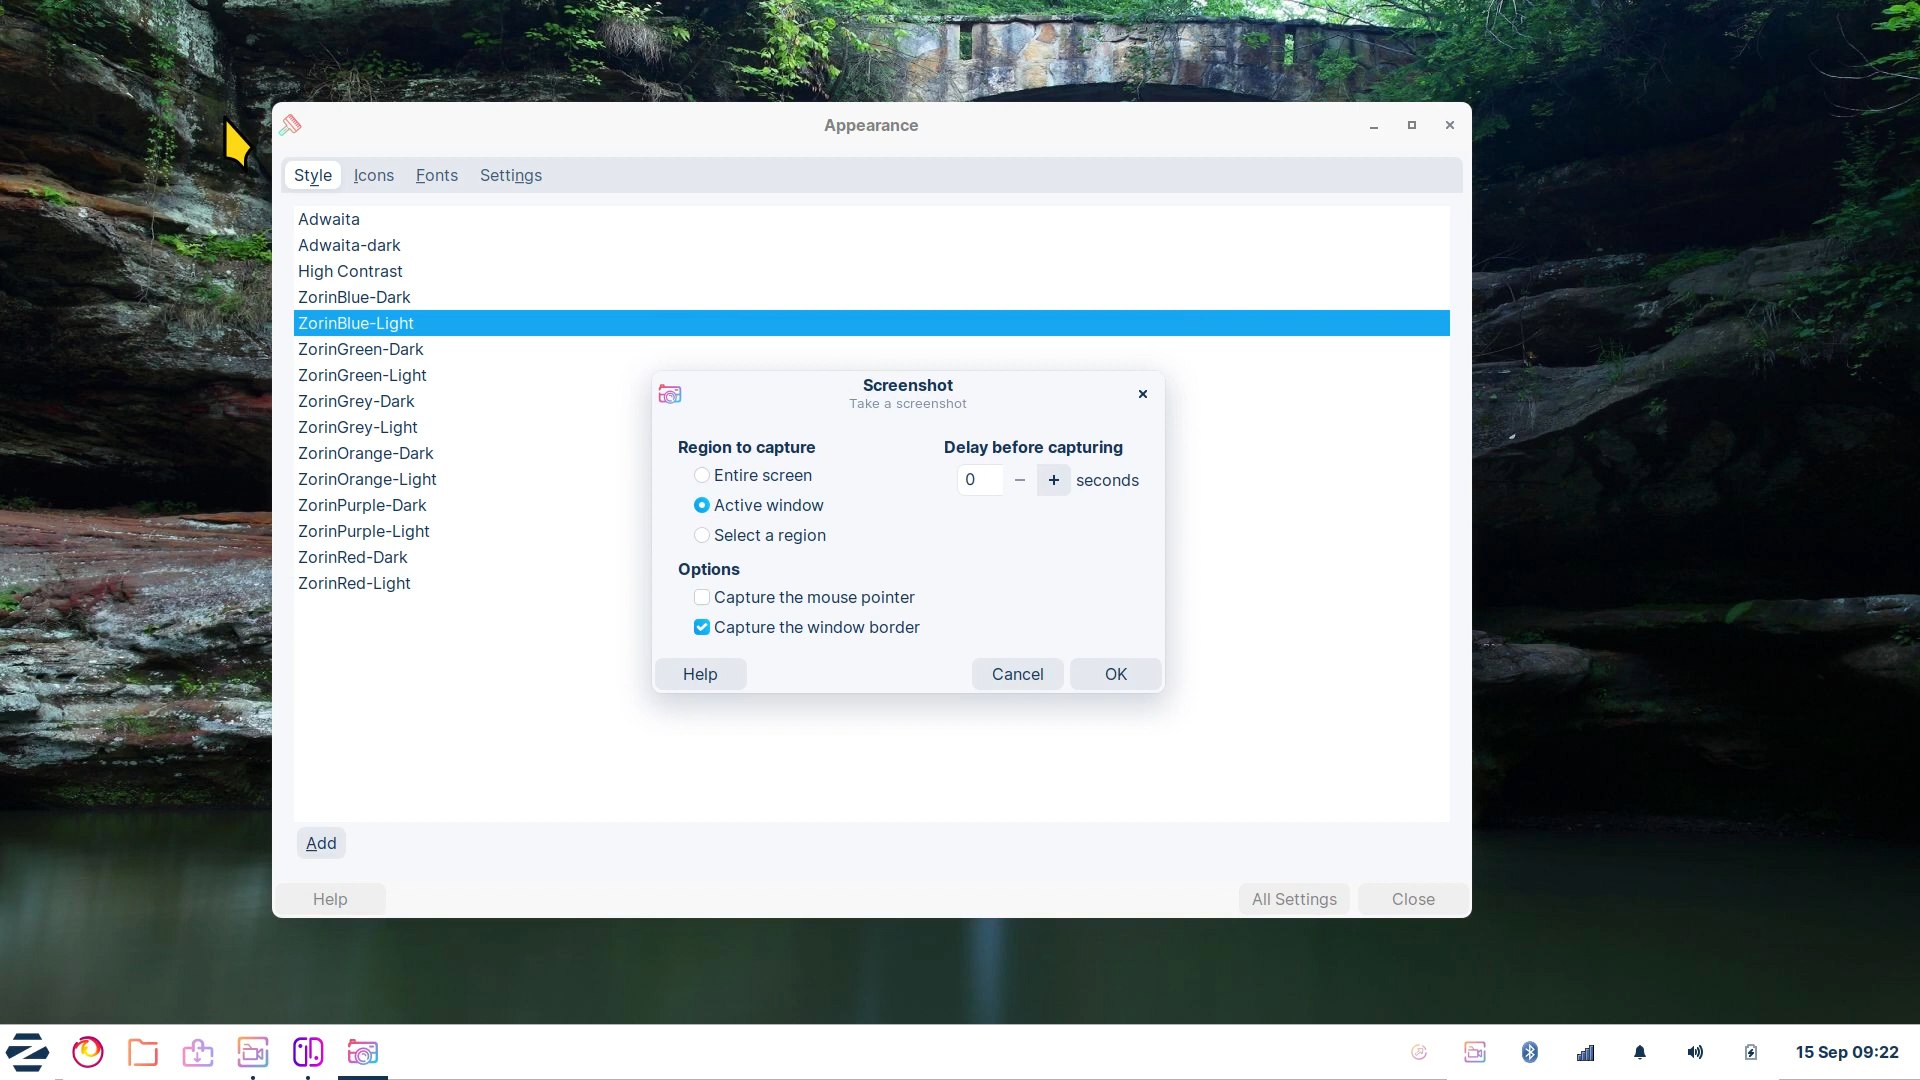 Appearance
Style Icons Fonts Settings
Adwaita
Adwaita-dark
High Contrast
ZorinBlue-Dark
ZorinBlue-Light
ZorinGreen-Dark
ZorinGreen-Light
ZorinGrey-Dark
ZorinGrey-Light
ZorinOrange-Dark
ZorinOrange-Light
ZorinPurple-Dark
ZorinPurple-Light
ZorinRed-Dark
ZorinRed-Light
Add
Help All Settings Close
Screenshot
Take a screenshot
Region to capture
Entire screen
Active window
Select a region
Delay before capturing
0 − + seconds
Options
Capture the mouse pointer
Capture the window border
Help Cancel OK
15 Sep 09:22